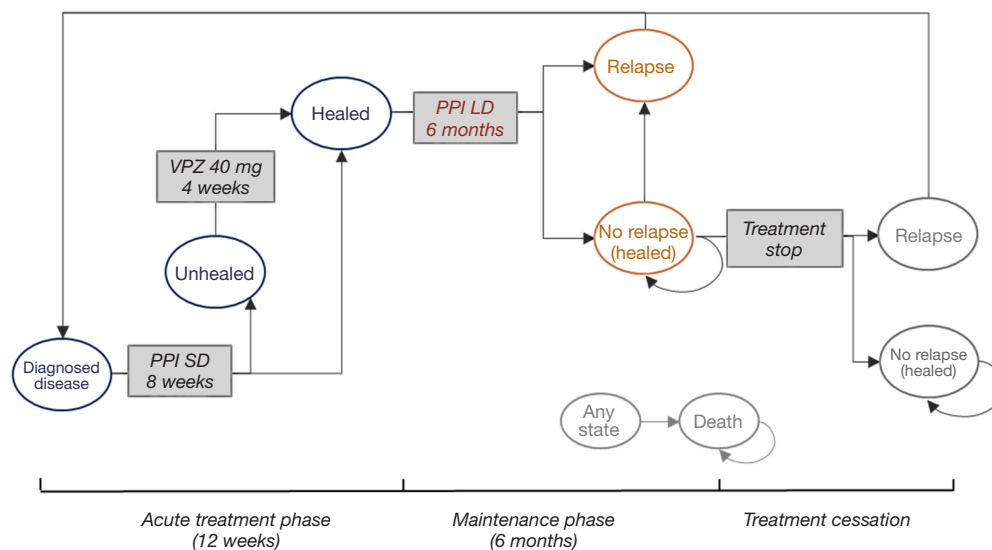 Relapse
Healed
PPI LD
6 months
VPZ 40 mg
4 weeks
No relapse
(healed)
Treatment
stop
Relapse
Unhealed
Diagnosed
disease
PPI SD
8 weeks
No relapse
(healed)
Any
state
Death
Acute treatment phase
(12 weeks)
Maintenance phase
(6 months)
Treatment cessation